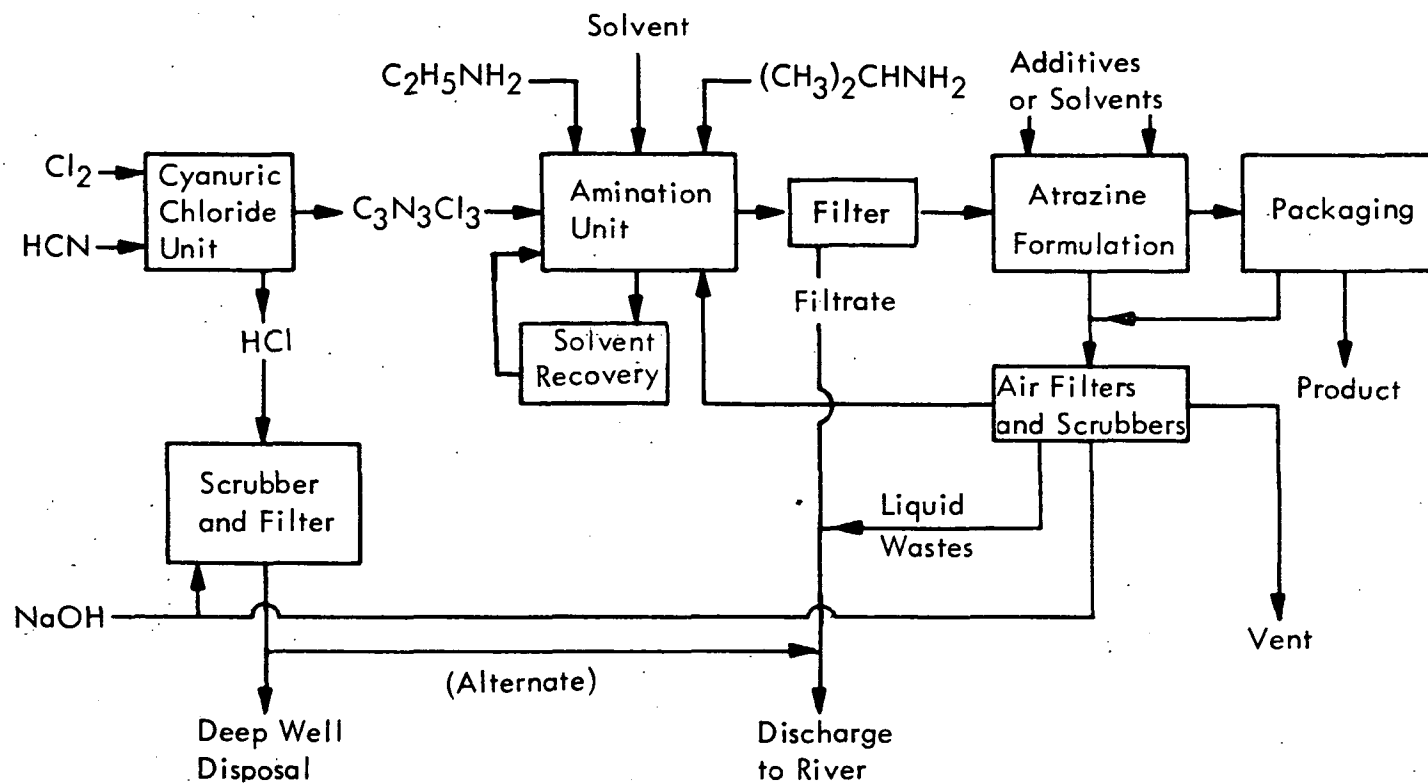 Solvent
C2H5NH2
(CH3)2CHNH2
Additives
or Solvents
Cl2
HCN
Cyanuric
Chloride
Unit
C3N3Cl3
Amination
Unit
Filter
Atrazine
Formulation
Packaging
HCl
Filtrate
Solvent
Recovery
Air Filters
and Scrubbers
Product
Scrubber
and Filter
Liquid
Wastes
NaOH
Vent
(Alternate)
Deep Well
Disposal
Discharge
to River